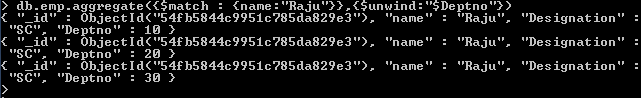 > db.emp.aggregate({$match : {name:"Raju"}},{$unwind:"$Deptno"})
{ "_id" : ObjectId("54fb5844c9951c785da829e3"), "name" : "Raju", "Designation" :
"SC", "Deptno" : 10 }
{ "_id" : ObjectId("54fb5844c9951c785da829e3"), "name" : "Raju", "Designation" :
"SC", "Deptno" : 20 }
{ "_id" : ObjectId("54fb5844c9951c785da829e3"), "name" : "Raju", "Designation" :
"SC", "Deptno" : 30 }
>